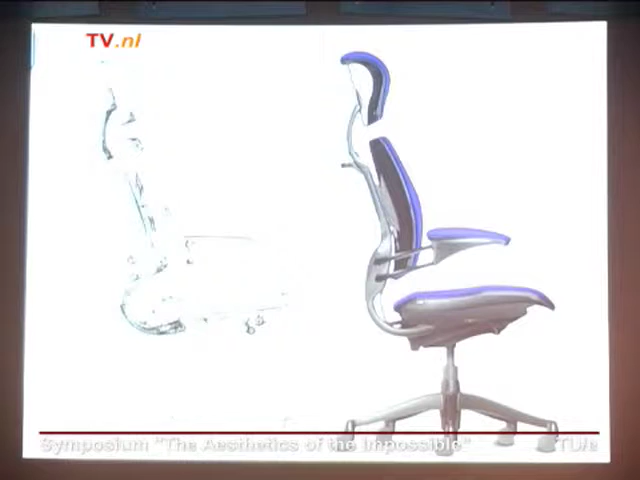 TV.nl
Symposium "The Aesthetics of the Impossible" TU/e